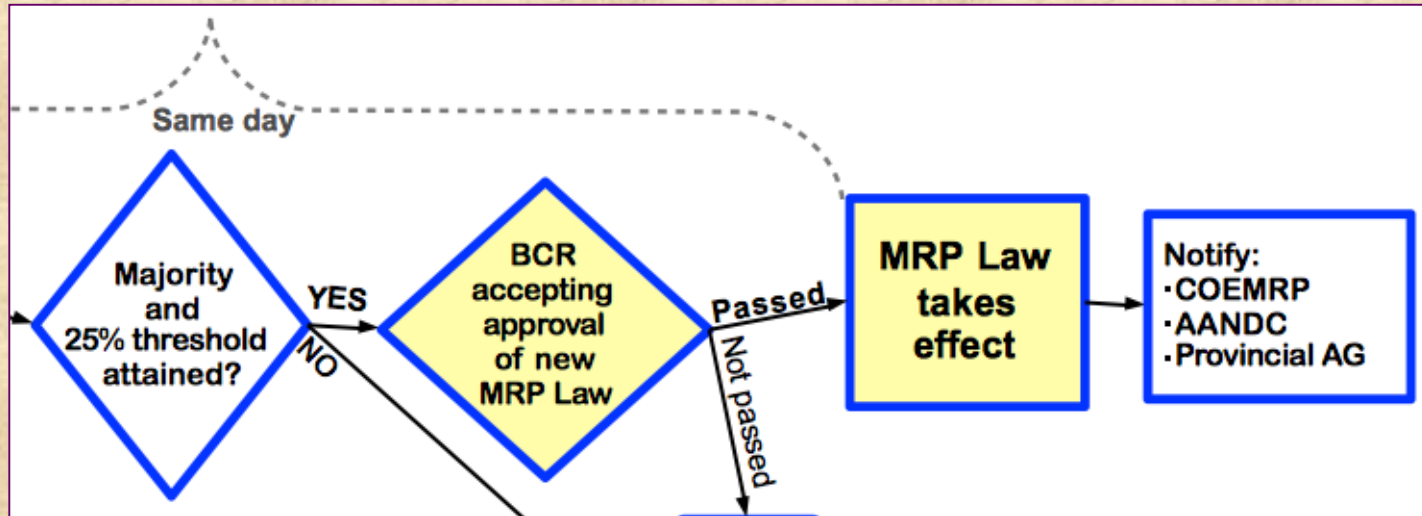 Same day
Majority
and
25% threshold
attained?
YES
NO
BCR
accepting
approval
of new
MRP Law
Passed
Not passed
MRP Law
takes
effect
Notify:
·COEMRP
·AANDC
·Provincial AG